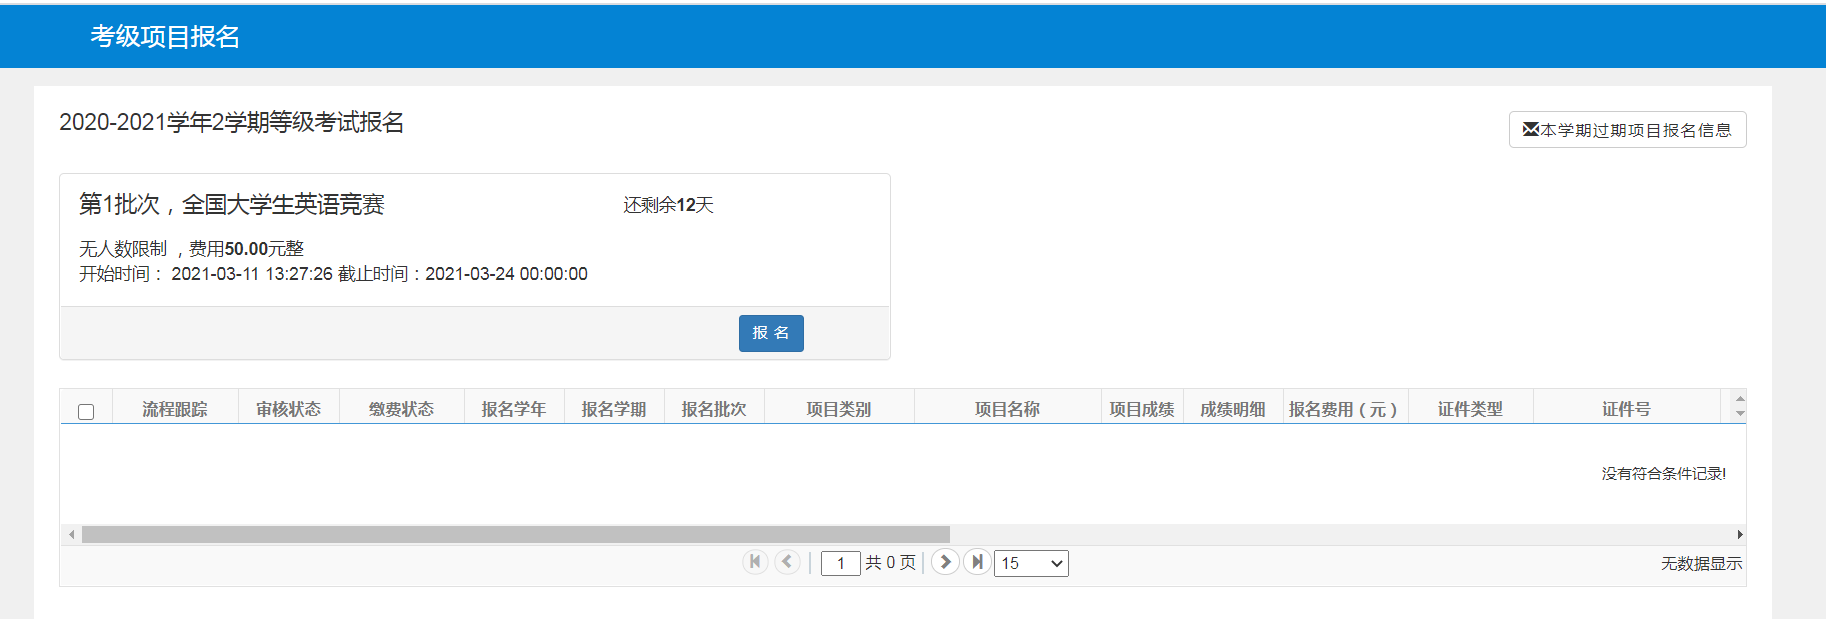 考级项目报名
2020-2021学年2学期等级考试报名
本学期过期项目报名信息
第1批次，全国大学生英语竞赛
还剩余12天
无人数限制 ，费用50.00元整
开始时间： 2021-03-11 13:27:26 截止时间：2021-03-24 00:00:00
报 名
流程跟踪 审核状态 缴费状态 报名学年 报名学期 报名批次 项目类别 项目名称 项目成绩 成绩明细 报名费用（元） 证件类型 证件号
没有符合条件记录!
1 共 0 页 15 无数据显示